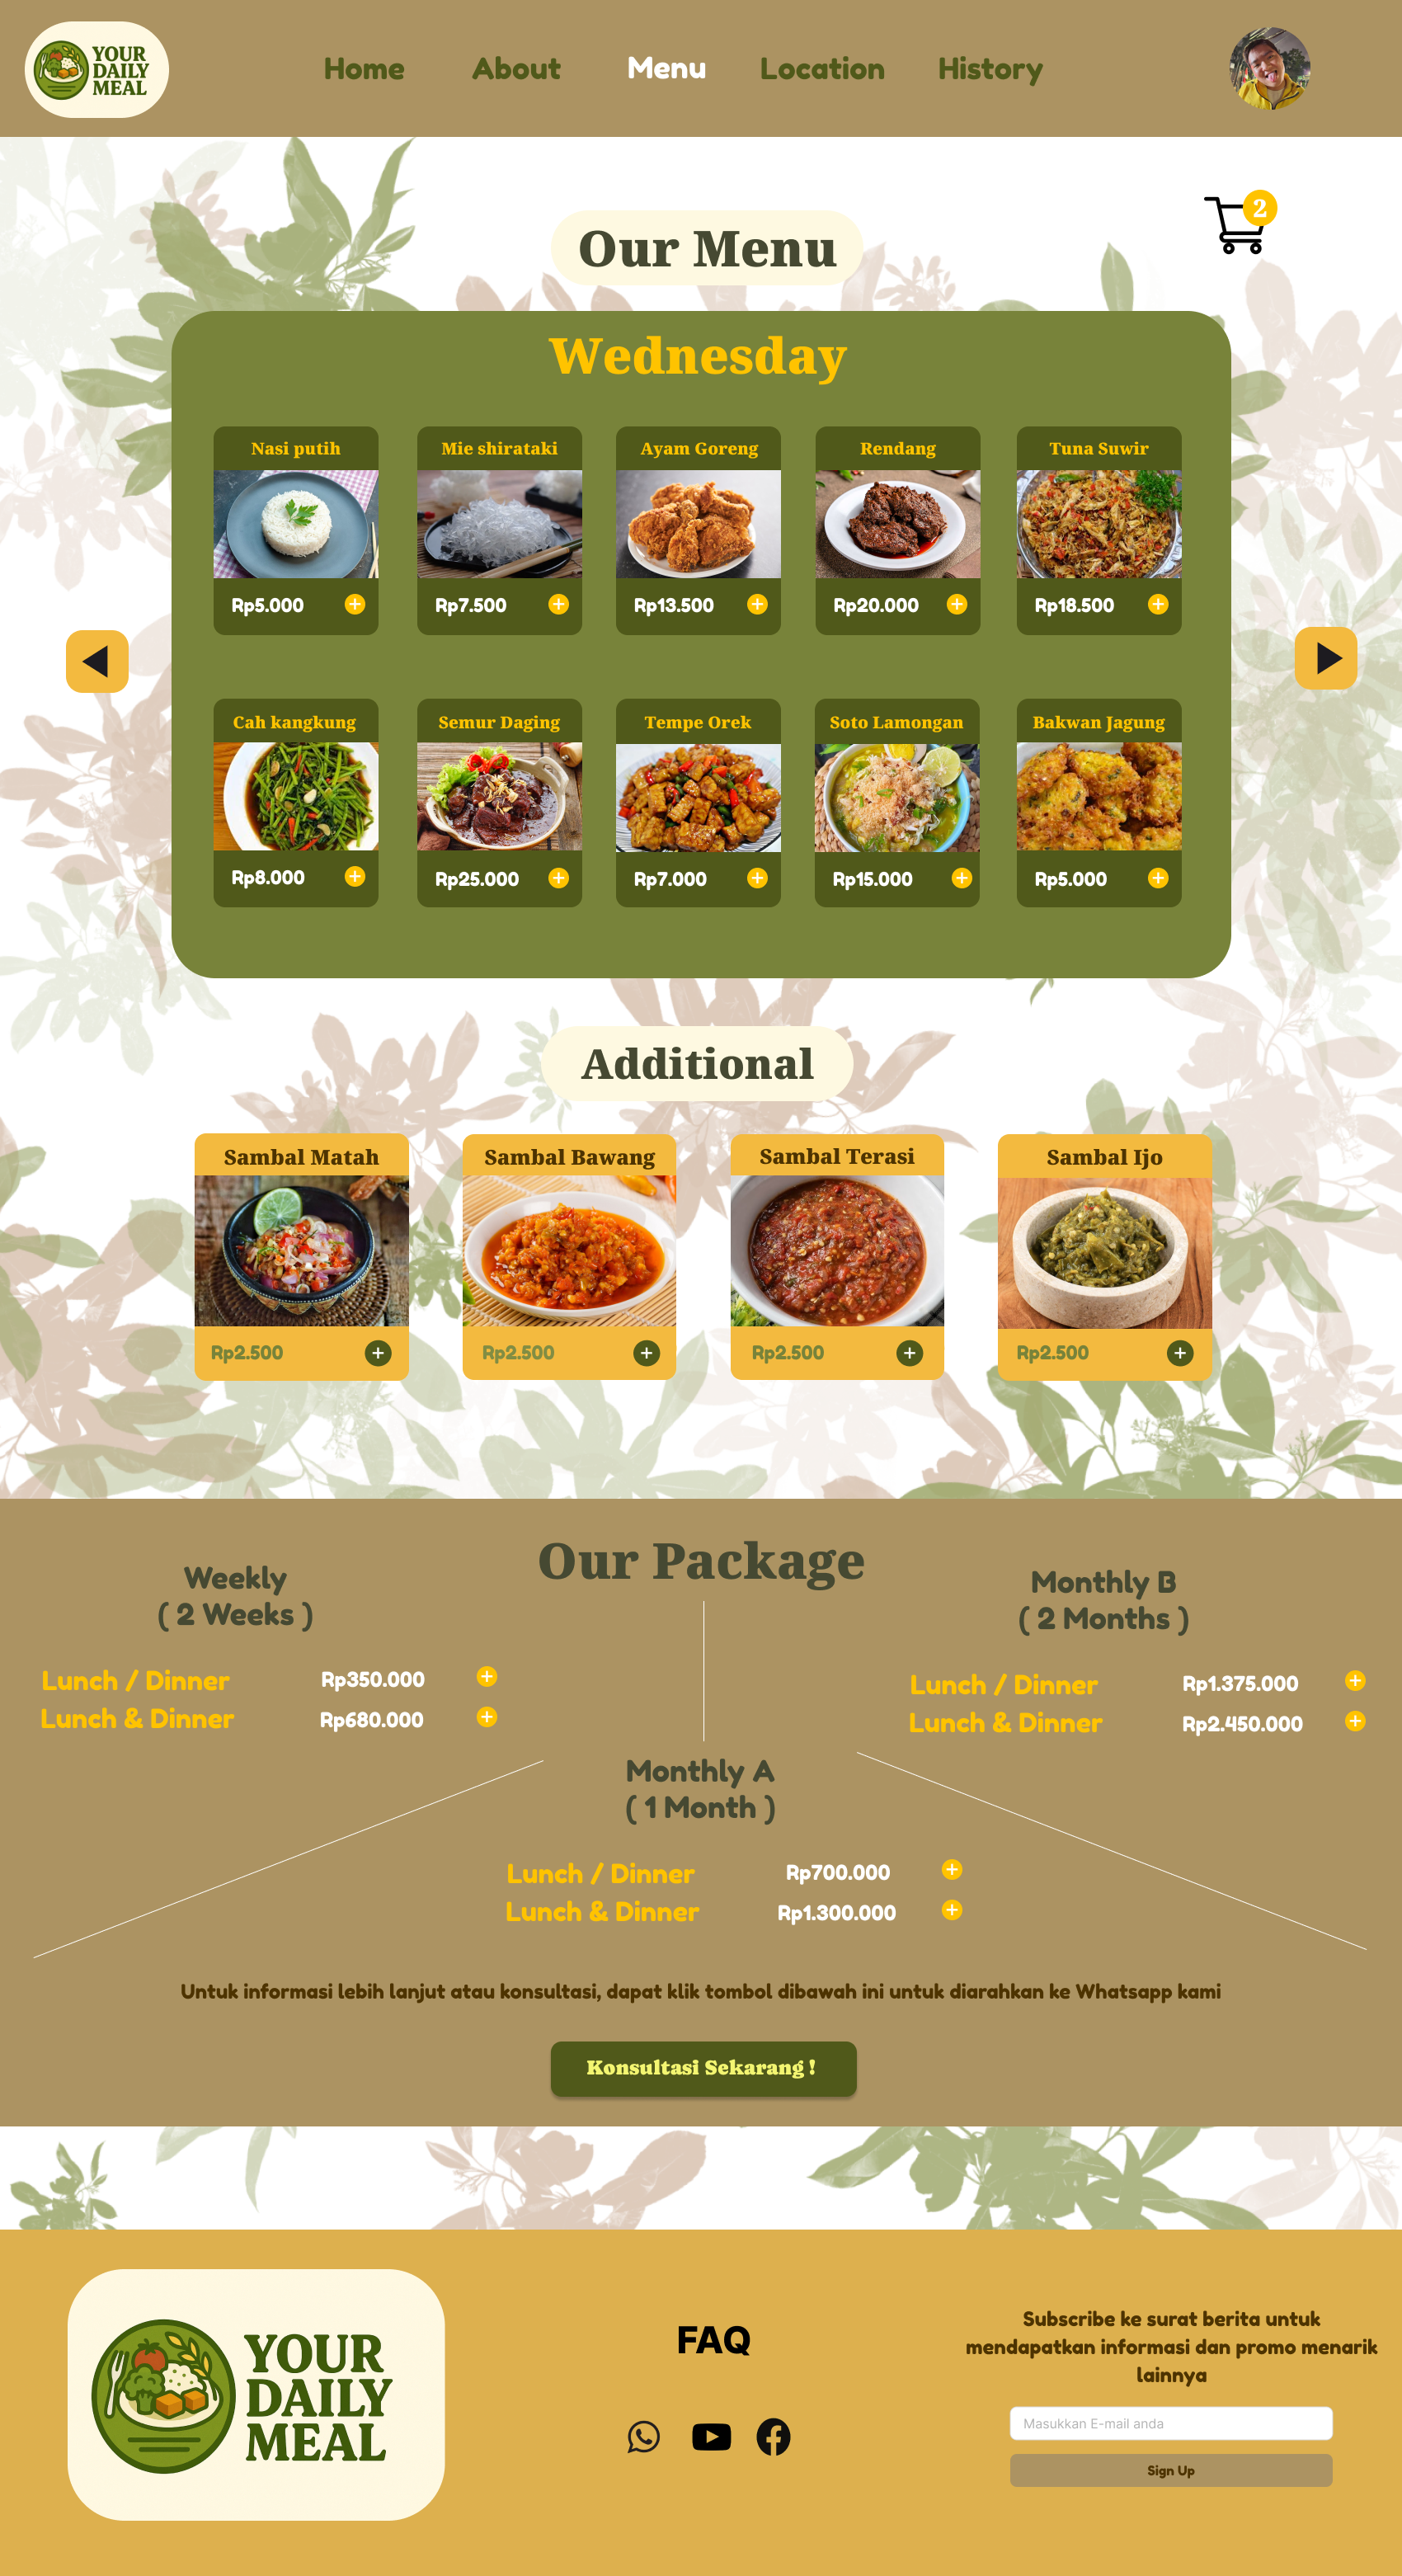 YOUR
DAILY
MEAL
Home About Menu Location History
2
Our Menu
Wednesday
Nasi putih Mie shirataki Ayam Goreng Rendang Tuna Suwir
Rp5.000 Rp7.500 Rp13.500 Rp20.000 Rp18.500
Cah kangkung Semur Daging Tempe Orek Soto Lamongan Bakwan Jagung
Rp8.000 Rp25.000 Rp7.000 Rp15.000 Rp5.000
Additional
Sambal Matah Sambal Bawang Sambal Terasi Sambal Ijo
Rp2.500 Rp2.500 Rp2.500 Rp2.500
Our Package
Weekly
( 2 Weeks )
Lunch / Dinner Rp350.000
Lunch & Dinner Rp680.000
Monthly B
( 2 Months )
Lunch / Dinner Rp1.375.000
Lunch & Dinner Rp2.450.000
Monthly A
( 1 Month )
Lunch / Dinner Rp700.000
Lunch & Dinner Rp1.300.000
Untuk informasi lebih lanjut atau konsultasi, dapat klik tombol dibawah ini untuk diarahkan ke Whatsapp kami
Konsultasi Sekarang !
YOUR
DAILY
MEAL
FAQ
Subscribe ke surat berita untuk
mendapatkan informasi dan promo menarik
lainnya
Masukkan E-mail anda
Sign Up